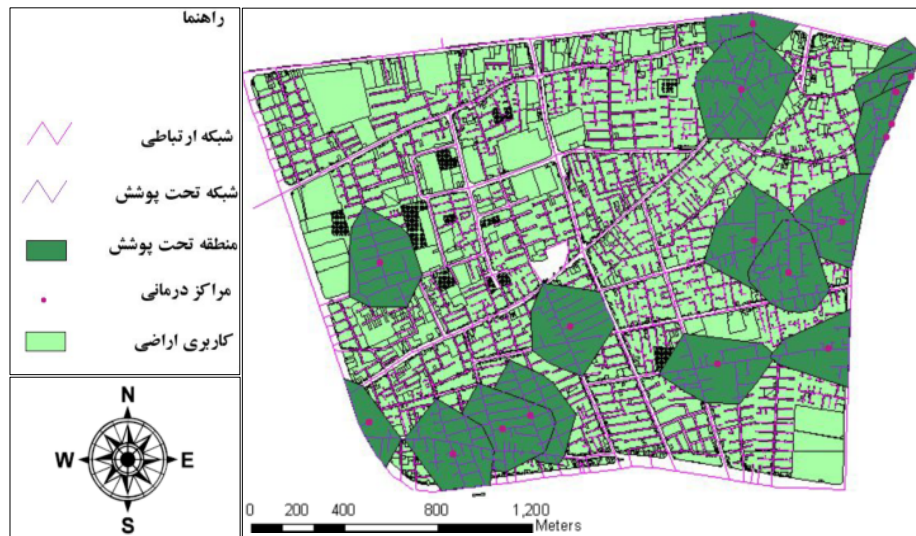 راهنما
شبکه ارتباطی
شبکه تحت پوشش
منطقه تحت پوشش
مراکز درمانی
کاربری اراضی
N
W E
S
0 200 400 800 1,200
Meters